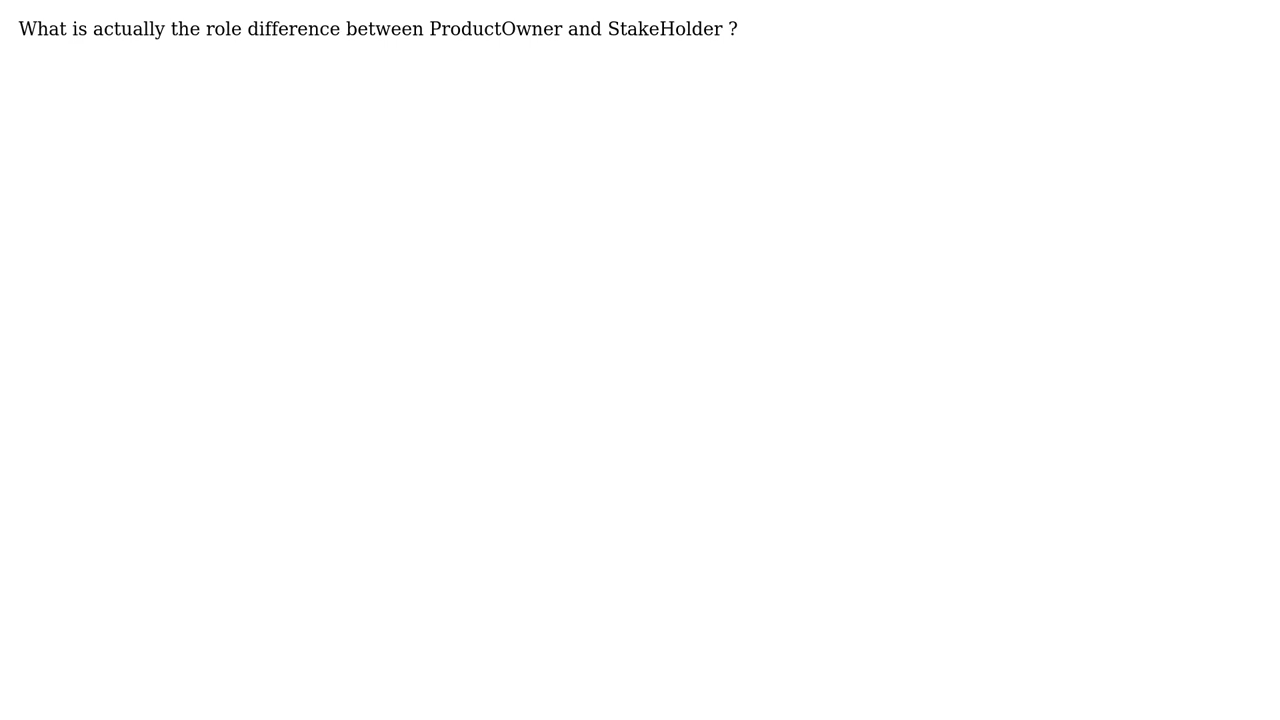 What is actually the role difference between ProductOwner and StakeHolder ?